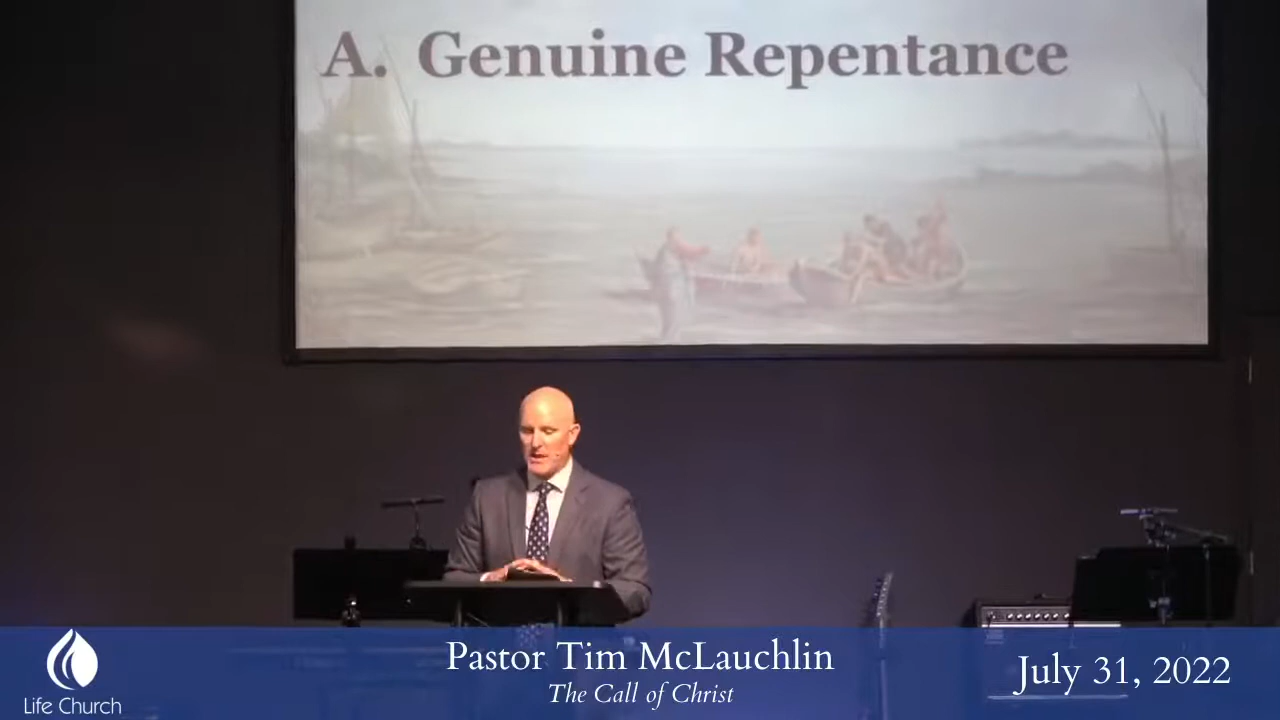 A. Genuine Repentance
Pastor Tim McLauchlin
The Call of Christ
July 31, 2022
Life Church